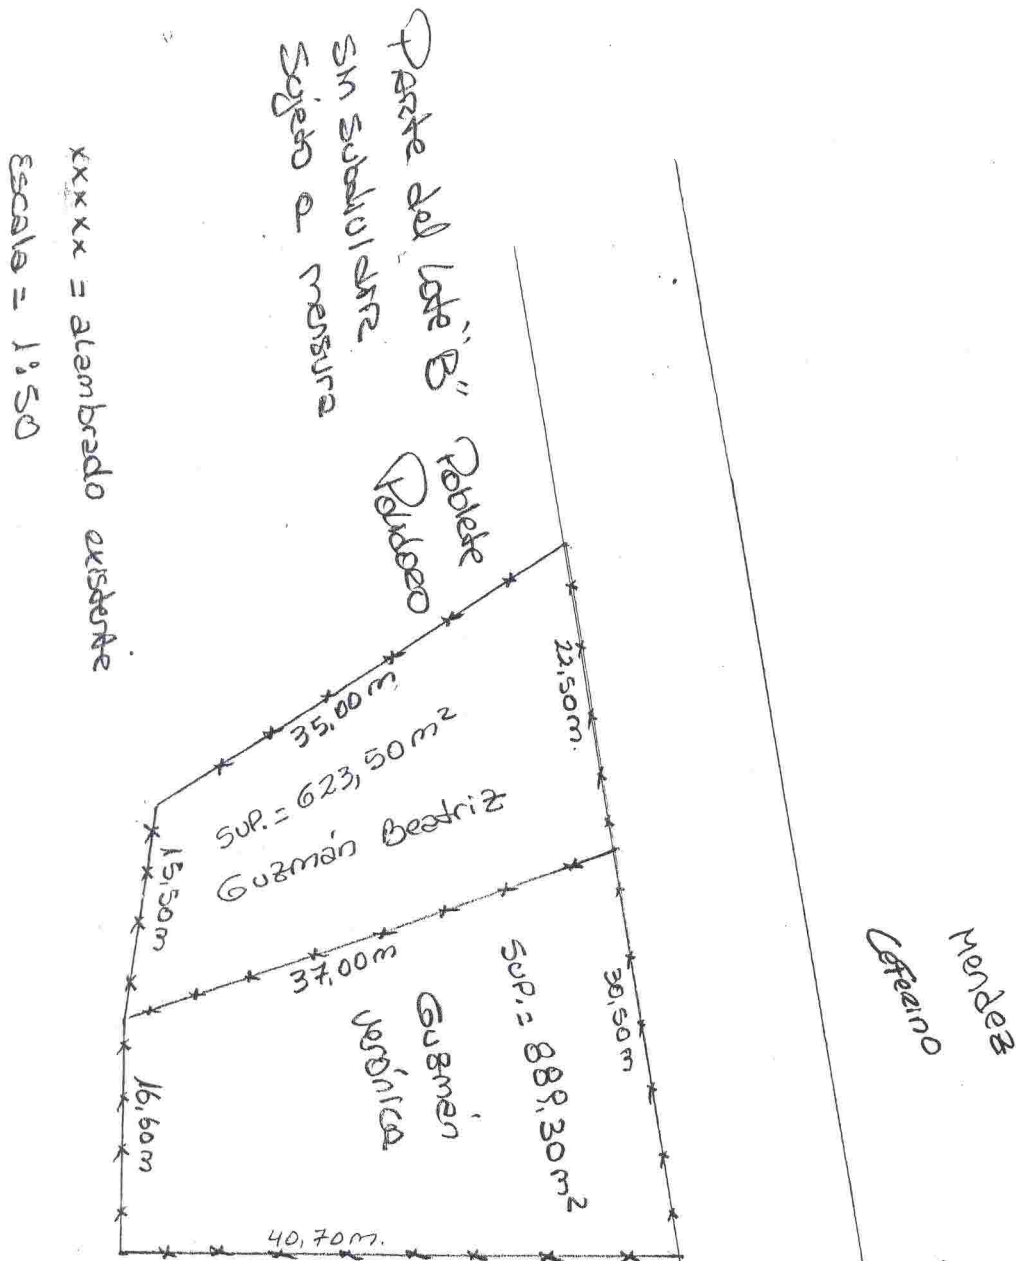 Parte del Lote "B"
sin subdividir
Sujeto a mensura
xxxxx = alambrado existente
Escala = 1:50
Poblete
Polidoro
35,00 m
22,50 m.
SUP. = 623,50 m²
Guzmán Beatriz
15,50 m
37,00 m
30,50 m
SUP. = 889,30 m²
Guzmán
Verónica
16,60 m
40,70 m.
Mendez
Ceferino